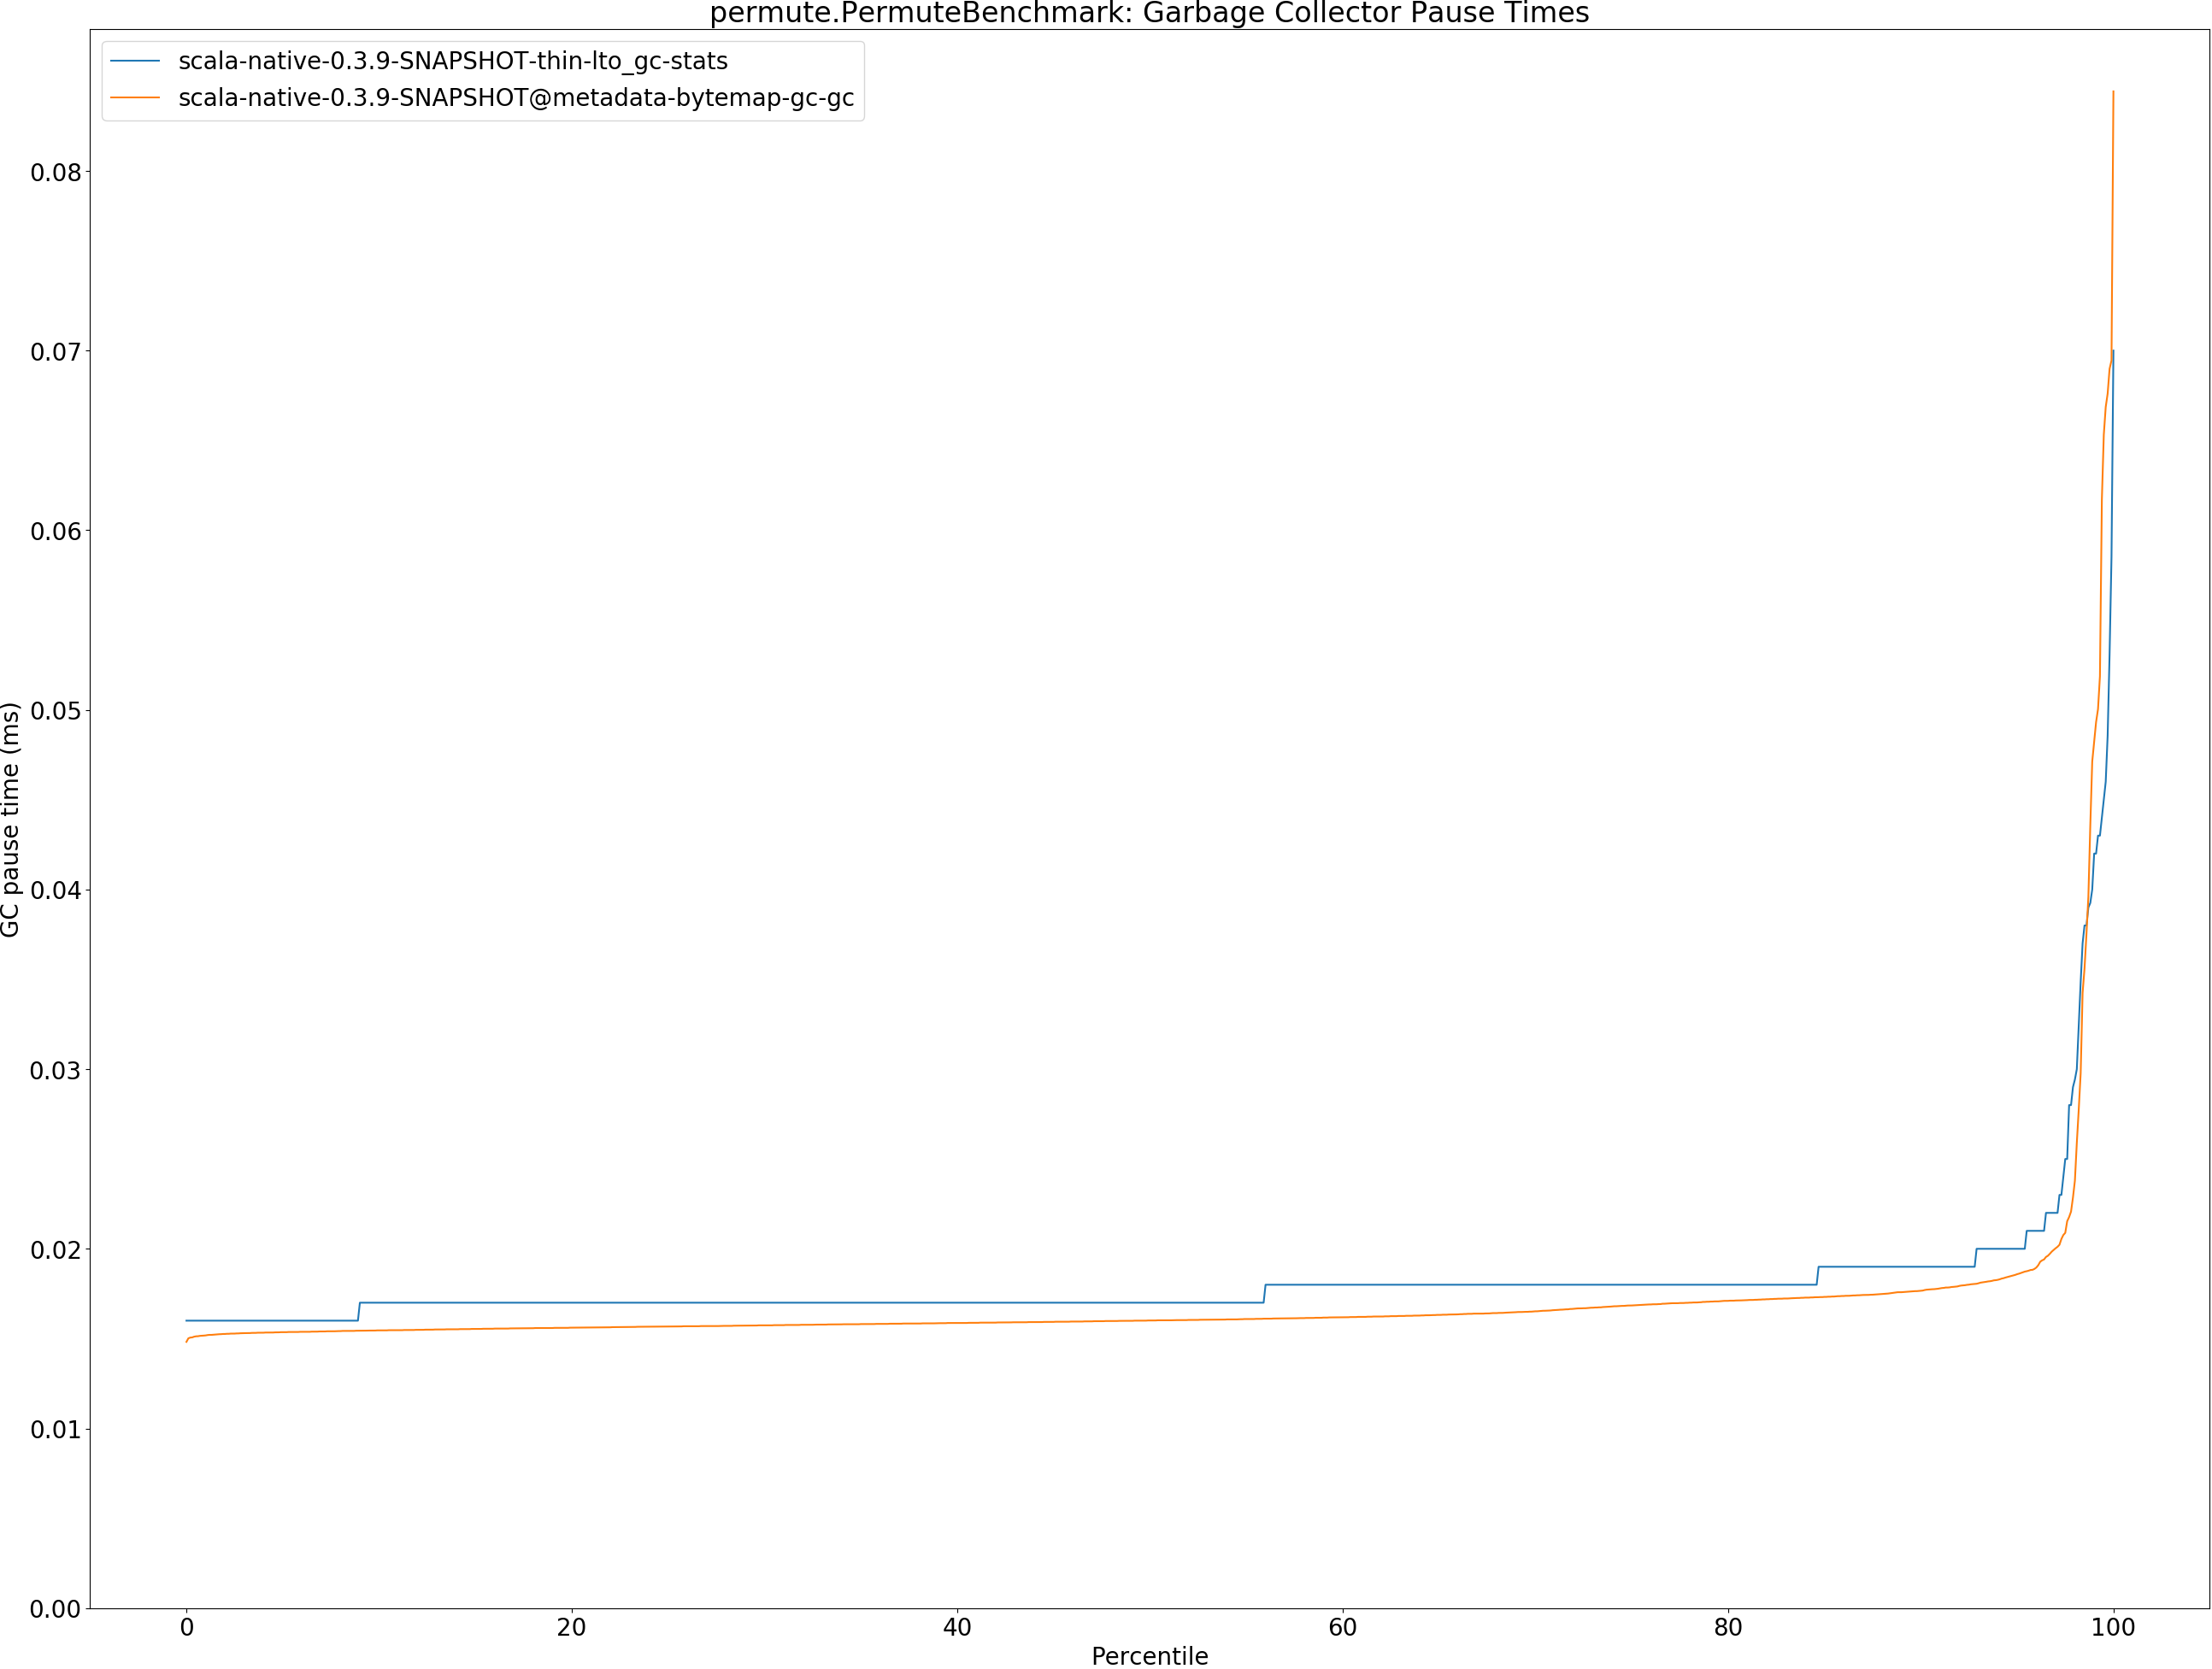 permute.PermuteBenchmark: Garbage Collector Pause Times
scala-native-0.3.9-SNAPSHOT-thin-lto_gc-stats
scala-native-0.3.9-SNAPSHOT@metadata-bytemap-gc-gc
0.08
0.07
0.06
0.05
0.04
0.03
0.02
0.01
0.00
GC pause time (ms)
0 20 40 60 80 100
Percentile